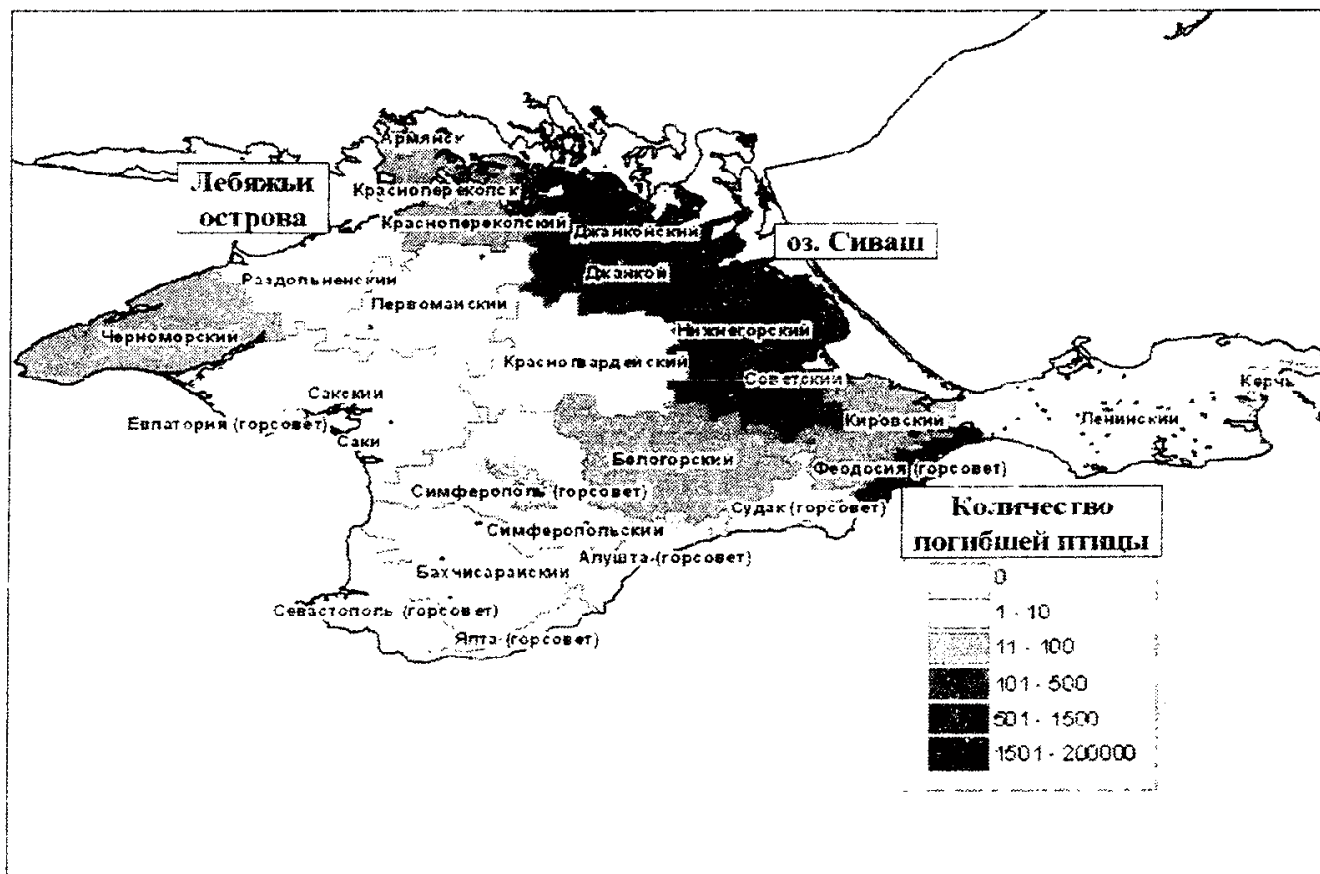 Армянск
Лебяжьи
острова
Красноперекопск
Красноперекопский
Джанкойский
оз. Сиваш
Джанкой
Раздольненский
Первомайский
Черноморский
Нижнегорский
Красногвардейский
Советский
Сакский
Керчь
Евпатория (горсовет)
Кировский
Ленинский
Саки
Белогорский
Феодосия (горсовет)
Симферополь (горсовет)
Судак (горсовет)
Количество
погибшей птицы
Симферопольский
Алушта (горсовет)
Бахчисарайский
Севастополь (горсовет)
Ялта (горсовет)
0
1 - 10
11 - 100
101 - 500
501 - 1500
1501 - 200000